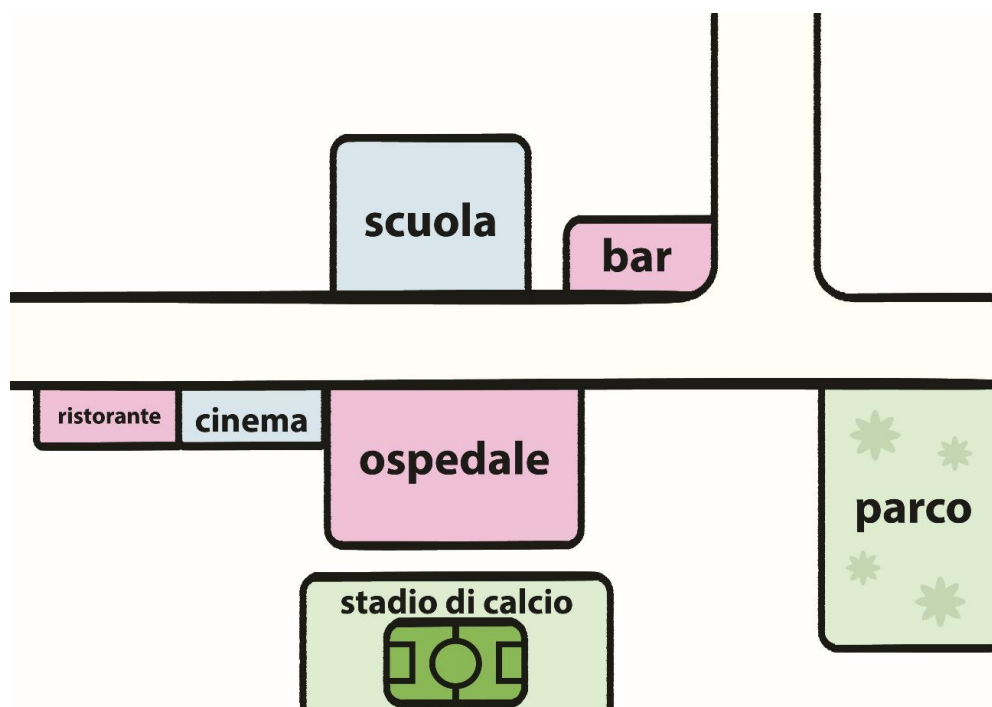 scuola
bar
ristorante
cinema
ospedale
parco
stadio di calcio